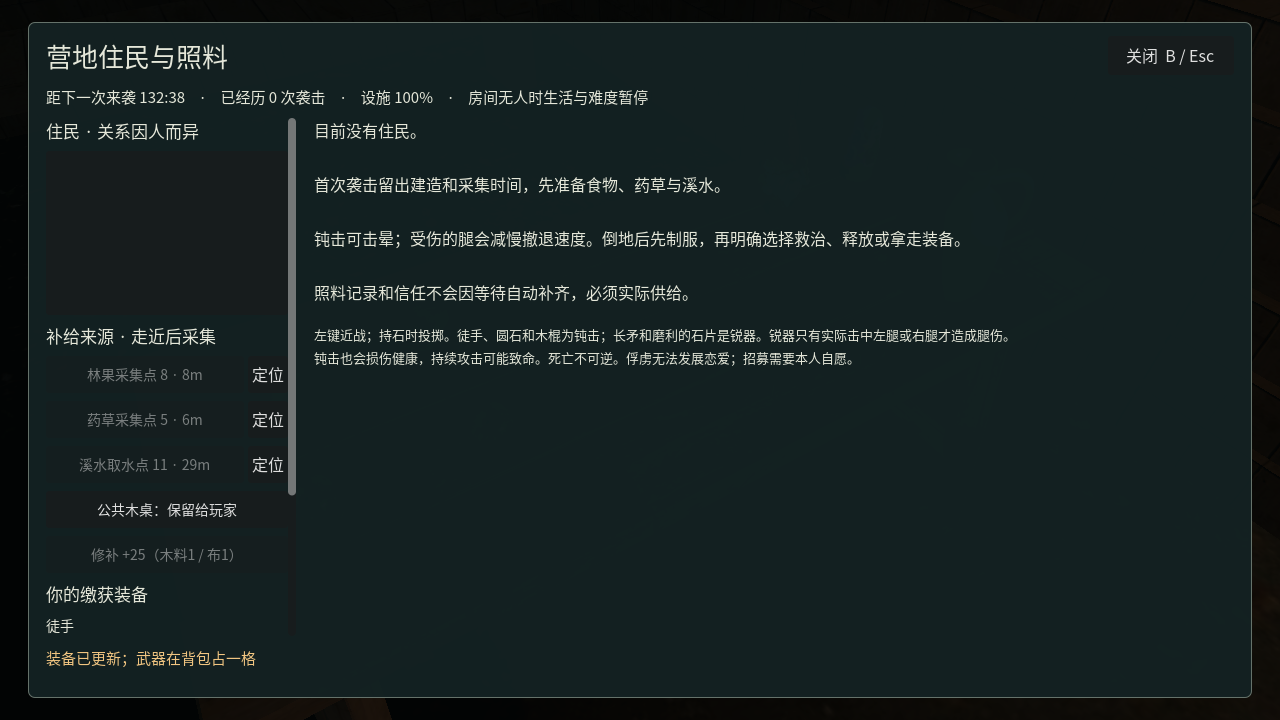 营地住民与照料
关闭 B / Esc
距下一次来袭 132:38 · 已经历 0 次袭击 · 设施 100% · 房间无人时生活与难度暂停
住民 · 关系因人而异
补给来源 · 走近后采集
林果采集点 8 · 8m
定位
药草采集点 5 · 6m
定位
溪水取水点 11 · 29m
定位
公共木桌：保留给玩家
修补 +25（木料1 / 布1）
你的缴获装备
徒手
装备已更新；武器在背包占一格
目前没有住民。
首次袭击留出建造和采集时间，先准备食物、药草与溪水。
钝击可击晕；受伤的腿会减慢撤退速度。倒地后先制服，再明确选择救治、释放或拿走装备。
照料记录和信任不会因等待自动补齐，必须实际供给。
左键近战；持石时投掷。徒手、圆石和木棍为钝击；长矛和磨利的石片是锐器。锐器只有实际击中左腿或右腿才造成腿伤。
钝击也会损伤健康，持续攻击可能致命。死亡不可逆。俘虏无法发展恋爱；招募需要本人自愿。